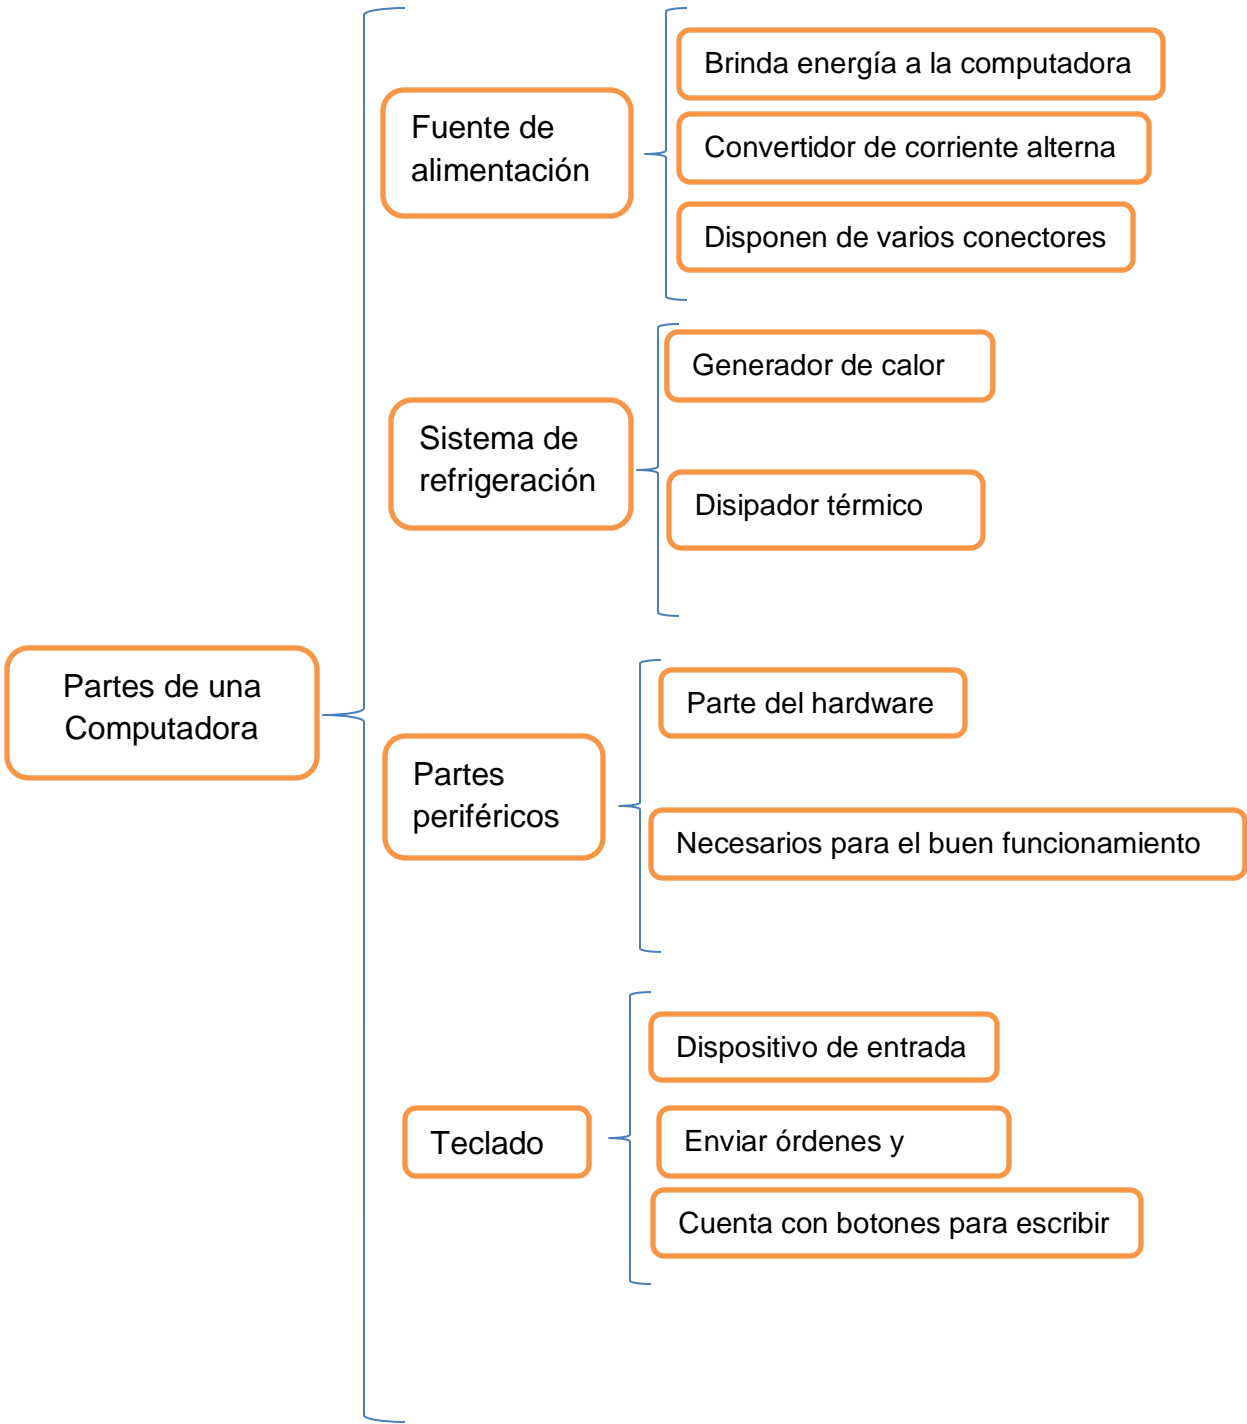 Brinda energía a la computadora
Fuente de
alimentación
Convertidor de corriente alterna
Disponen de varios conectores
Generador de calor
Sistema de
refrigeración
Disipador térmico
Partes de una
Computadora
Parte del hardware
Partes
periféricos
Necesarios para el buen funcionamiento
Dispositivo de entrada
Teclado
Enviar órdenes y
Cuenta con botones para escribir